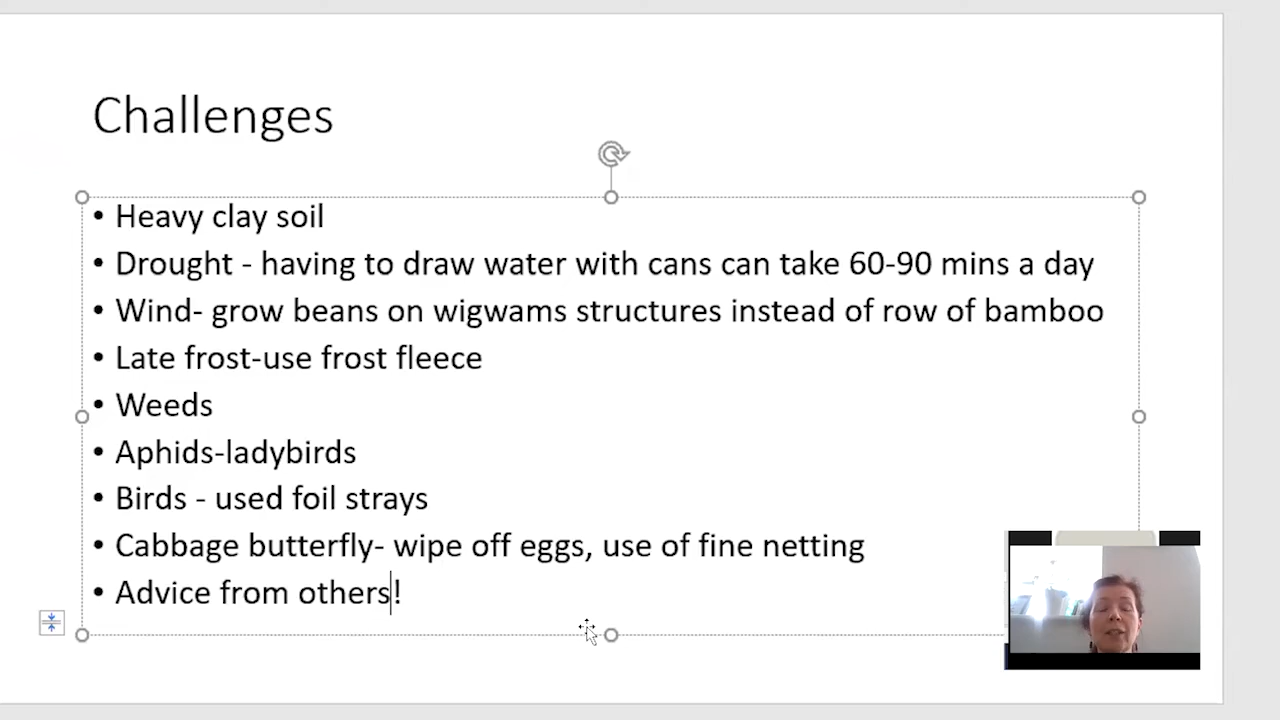 Challenges
• Heavy clay soil
• Drought - having to draw water with cans can take 60-90 mins a day
• Wind- grow beans on wigwams structures instead of row of bamboo
• Late frost-use frost fleece
• Weeds
• Aphids-ladybirds
• Birds - used foil strays
• Cabbage butterfly- wipe off eggs, use of fine netting
• Advice from others!